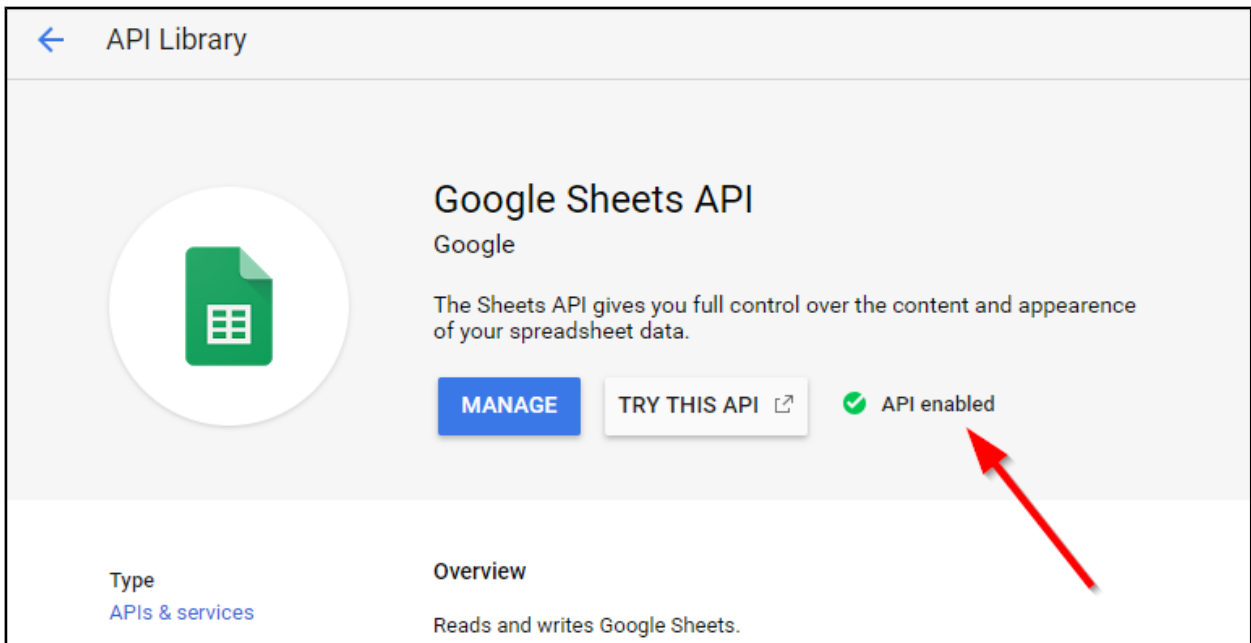 API Library
Google Sheets API
Google
The Sheets API gives you full control over the content and appearence
of your spreadsheet data.
MANAGE
TRY THIS API
API enabled
Type
APIs & services
Overview
Reads and writes Google Sheets.